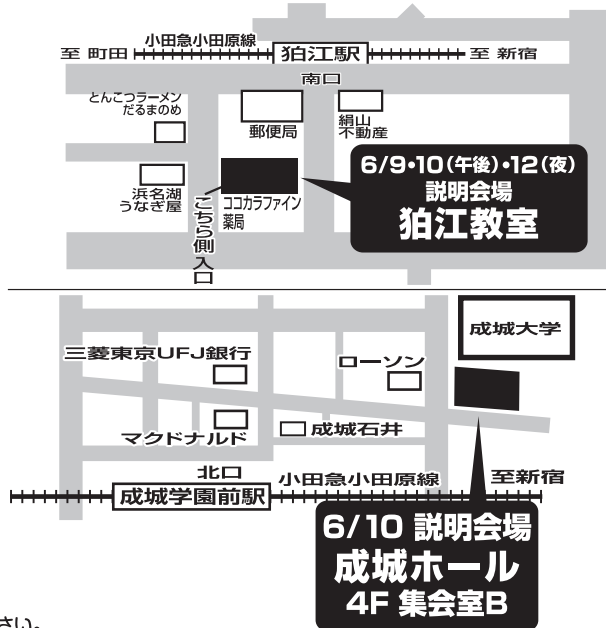 小田急小田原線
至 町田
狛江駅
至 新宿
南口
とんこつラーメン
だるまのめ
郵便局
絹山
不動産
浜名湖
うなぎ屋
ココカラファイン
薬局
こちら側入口
6/9・10(午後)・12(夜)
説明会場
狛江教室
成城大学
三菱東京UFJ銀行
ローソン
マクドナルド
成城石井
北口
小田急小田原線
至新宿
成城学園前駅
6/10 説明会場
成城ホール
4F 集会室B
さい。